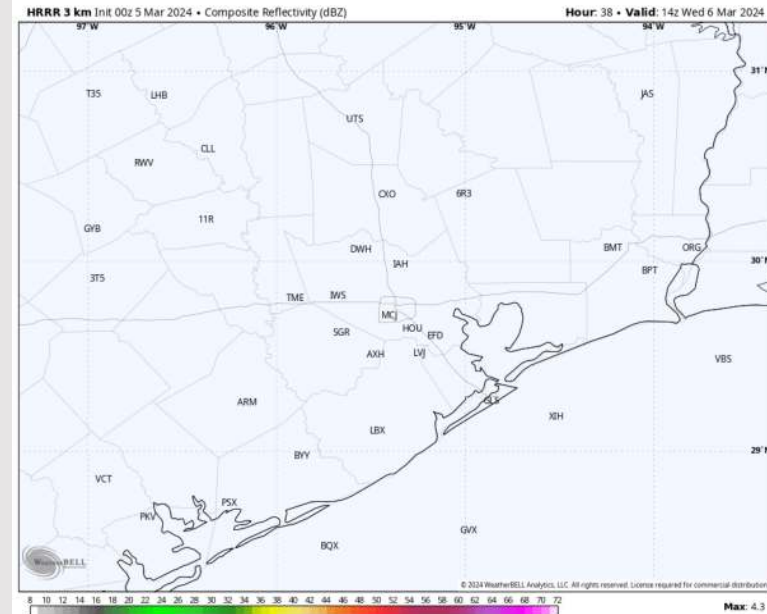 HRRR 3 km Init 00z 5 Mar 2024 • Composite Reflectivity (dBZ) Hour: 38 • Valid: 14z Wed 6 Mar 2024
97°W 96°W 95°W 94°W
31°N
T35 LHB JAS
UTS
CLL
RWV
CXO 6R3
11R
GYB
DWH BMT ORG
IAH 30°N
3T5 BPT
TME IWS
MCJ
SGR HOU EFD
AXH LVJ VBS
ARM GLS
XIH
LBX
BYY 29°N
VCT
PSX
PKV
GVX
BQX
WeatherBELL
© 2024 WeatherBELL Analytics, LLC. All rights reserved. License required for commercial distribution.
8 10 12 14 16 18 20 22 24 26 28 30 32 34 36 38 40 42 44 46 48 50 52 54 56 58 60 62 64 66 68 70 72
Max: 4.3